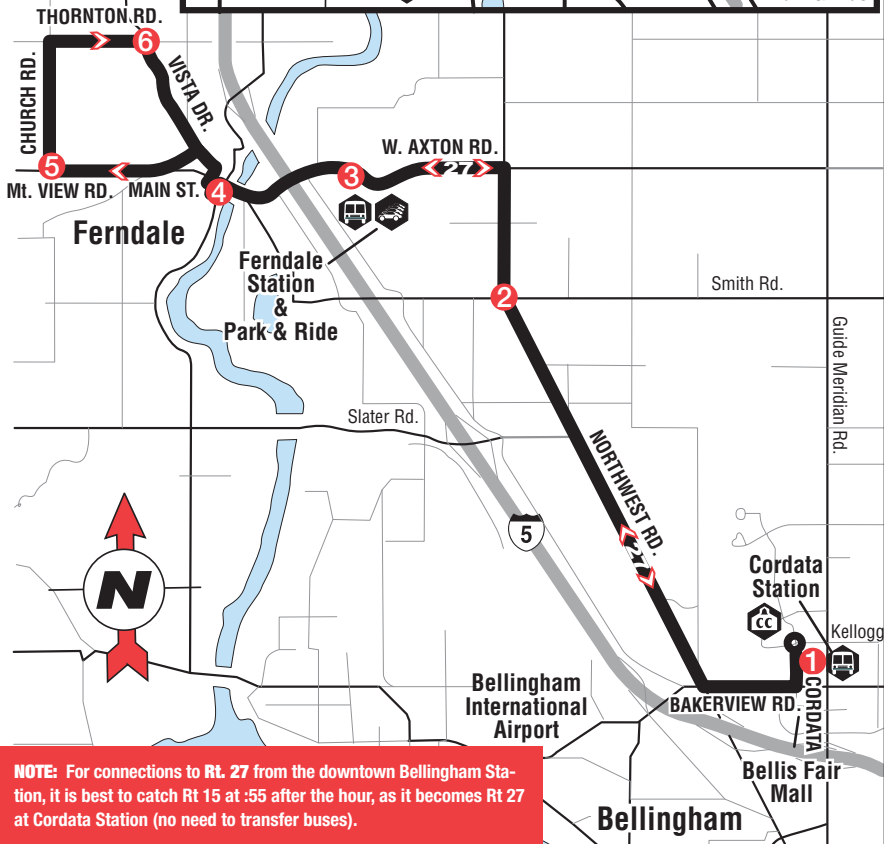 THORNTON RD.
6
CHURCH RD.
VISTA DR.
W. AXTON RD.
27
5
3
Mt. VIEW RD.
MAIN ST.
4
Ferndale
Ferndale
Station
&
Park & Ride
2
Smith Rd.
Guide Meridian Rd.
Slater Rd.
NORTHWEST RD.
27
5
N
Cordata
Station
CC
Kellogg
1
CORDATA
BAKERVIEW RD.
Bellingham
International
Airport
Bellis Fair
Mall
Bellingham
NOTE: For connections to Rt. 27 from the downtown Bellingham Sta-
tion, it is best to catch Rt 15 at :55 after the hour, as it becomes Rt 27
at Cordata Station (no need to transfer buses).